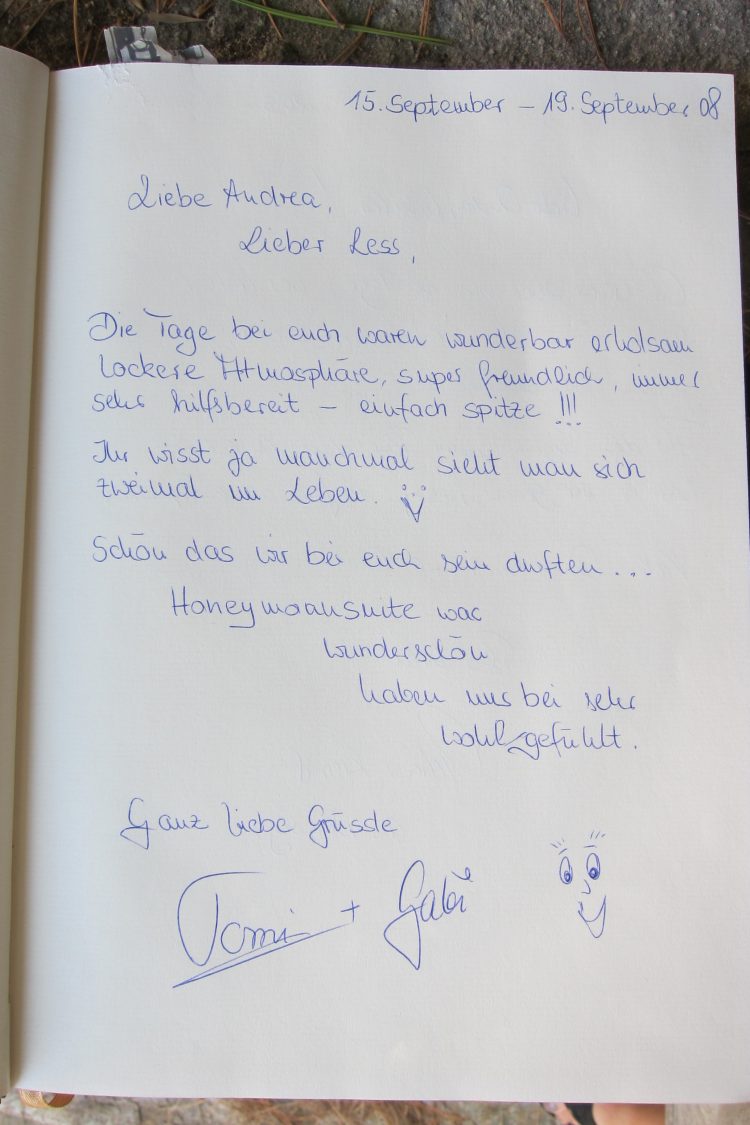 15. September – 19. September 08
Liebe Andrea,
Lieber Less,
Die Tage bei euch waren wunderbar erholsam
lockere Atmosphäre, super freundlich, immer
sehr hilfsbereit – einfach spitze !!!
Ihr wisst ja manchmal sieht man sich
zweimal im Leben.
Schön das wir bei euch sein durften...
Honeymoonsuite war
wunderschön
haben uns bei sehr
wohlgefühlt.
Ganz liebe Grüssle
Tomi + Gabi